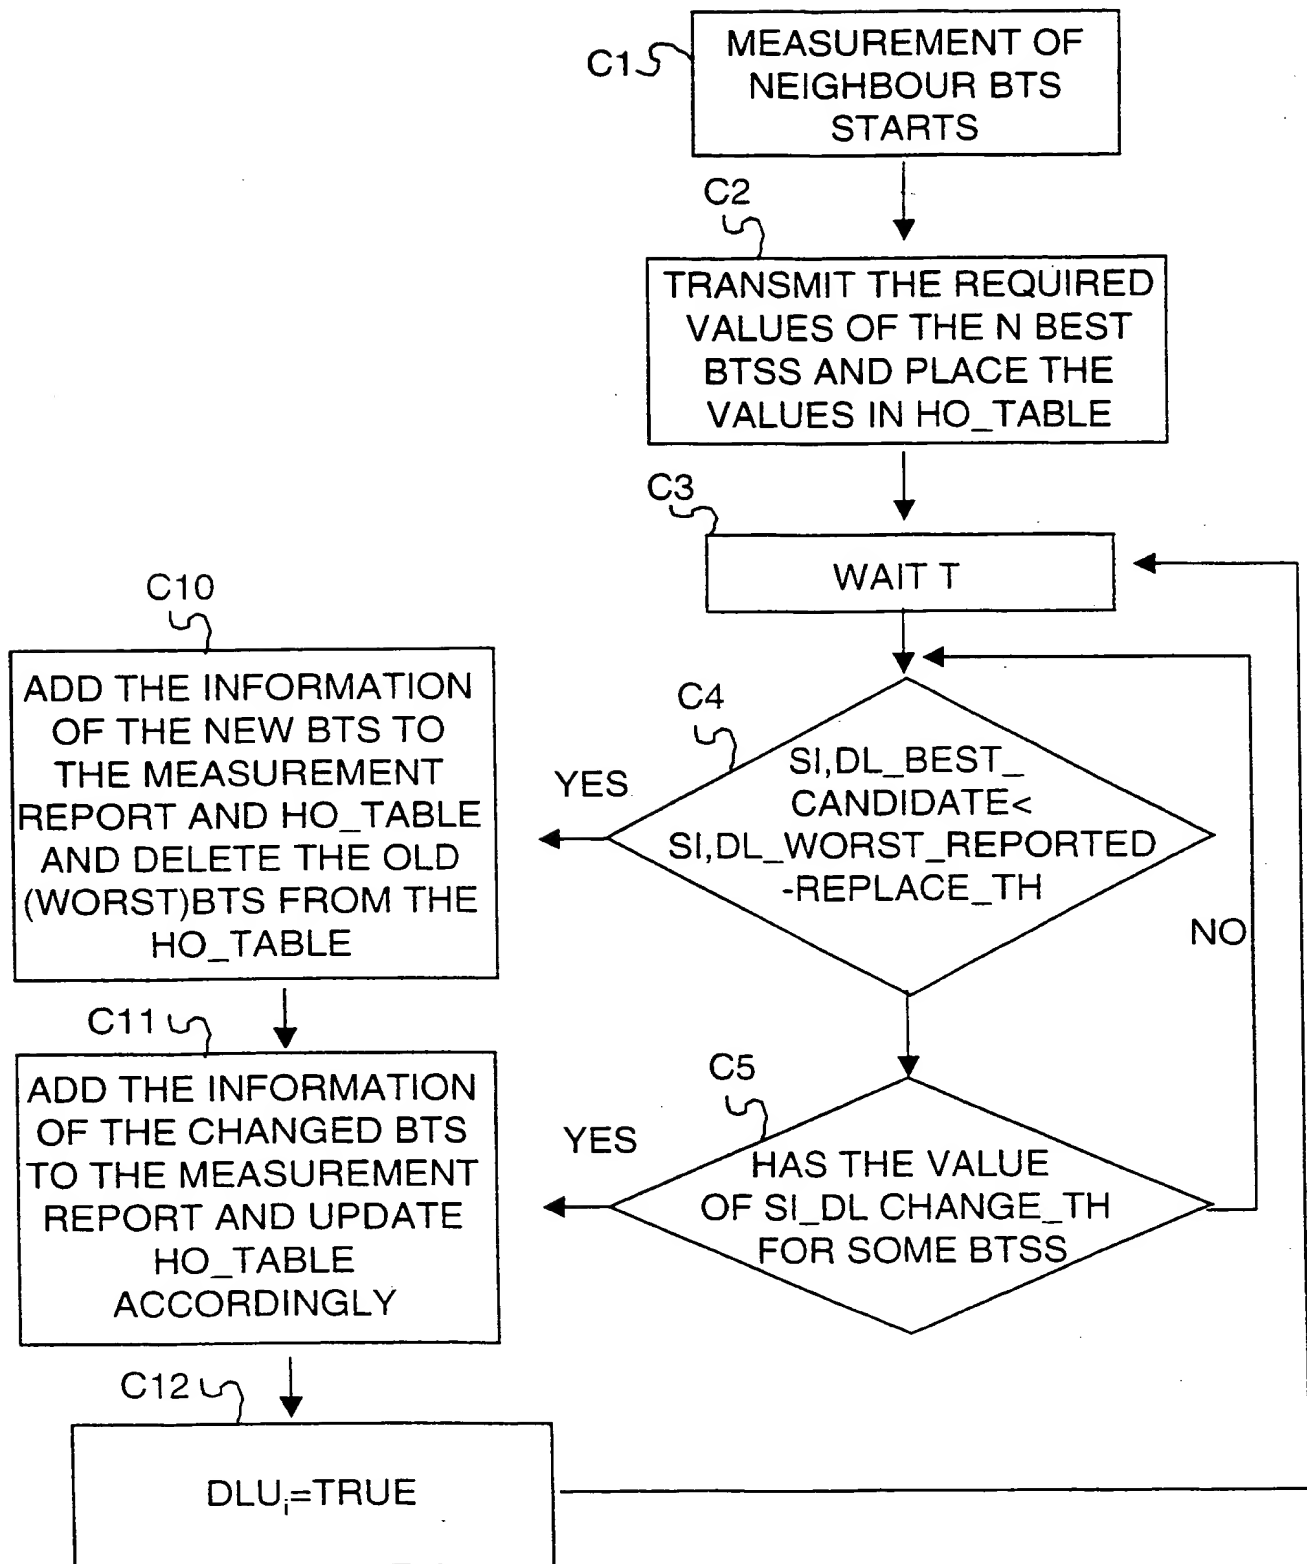 C1
MEASUREMENT OF
NEIGHBOUR BTS
STARTS
C2
TRANSMIT THE REQUIRED
VALUES OF THE N BEST
BTSS AND PLACE THE
VALUES IN HO_TABLE
C3
WAIT T
C4
SI,DL_BEST_
CANDIDATE<
SI,DL_WORST_REPORTED
-REPLACE_TH
YES
NO
C10
ADD THE INFORMATION
OF THE NEW BTS TO
THE MEASUREMENT
REPORT AND HO_TABLE
AND DELETE THE OLD
(WORST)BTS FROM THE
HO_TABLE
C5
HAS THE VALUE
OF SI_DL CHANGE_TH
FOR SOME BTSS
YES
C11
ADD THE INFORMATION
OF THE CHANGED BTS
TO THE MEASUREMENT
REPORT AND UPDATE
HO_TABLE
ACCORDINGLY
C12
DLUi=TRUE